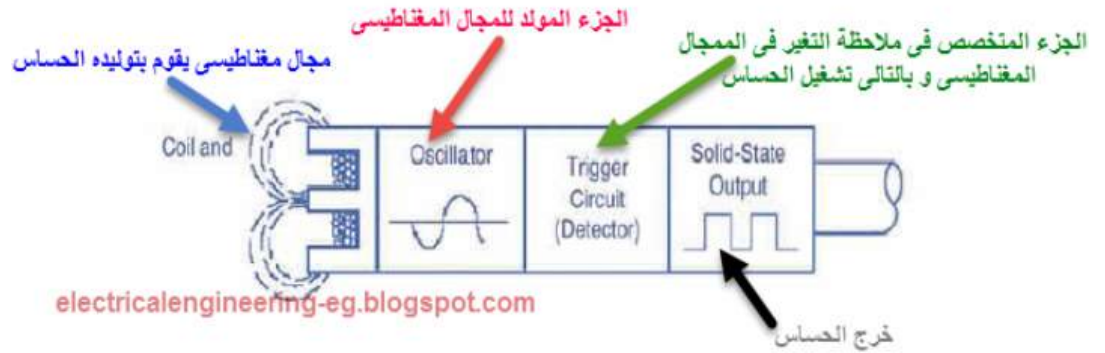 الجزء المولد للمجال المغناطيسى
الجزء المتخصص فى ملاحظة التغير فى الممجال
المغناطيسى و بالتالى تشغيل الحساس
مجال مغناطيسى يقوم بتوليده الحساس
Coil and
Oscillator
Trigger
Circuit
(Detector)
Solid-State
Output
electricalengineering-eg.blogspot.com
خرج الحساس